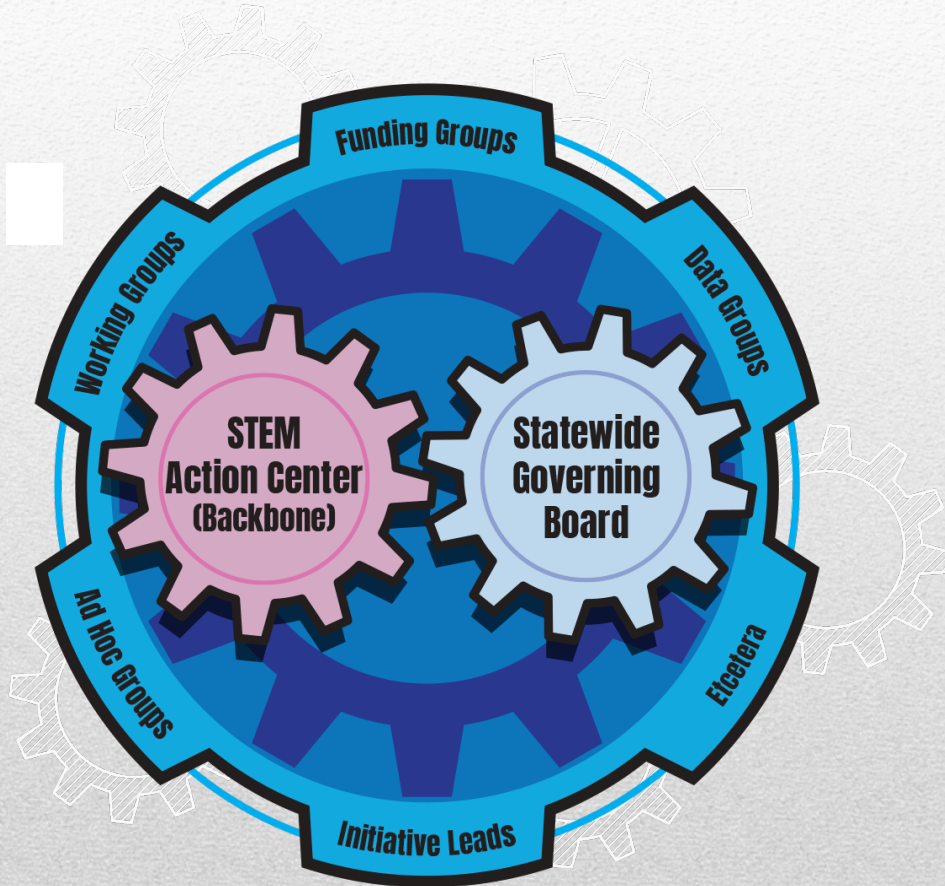 Funding Groups
Working Groups
Data Groups
STEM
Action Center
(Backbone)
Statewide
Governing
Board
Ad Hoc Groups
Etcetera
Initiative Leads